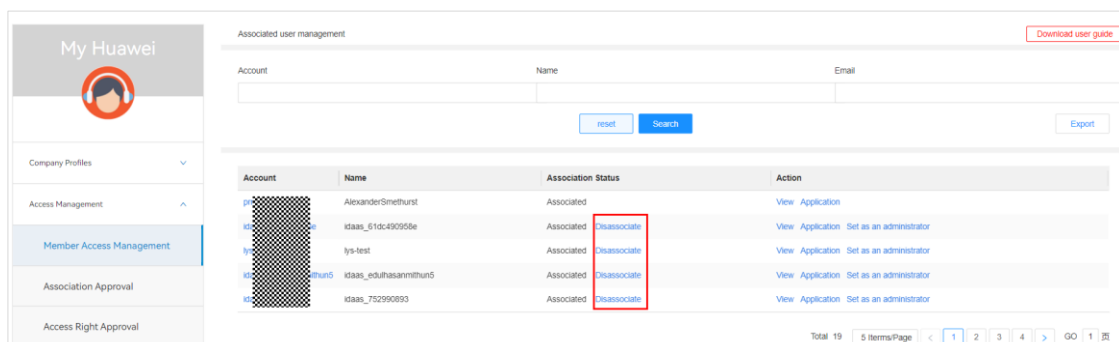 My Huawei
Company Profiles
Access Management
Member Access Management
Association Approval
Access Right Approval
Associated user management
Download user guide
Account Name Email
reset Search Export
Account Name Association Status Action
AlexanderSmethurst Associated View Application
idaas_61dc490958e Associated Disassociate View Application Set as an administrator
lys lys-test Associated Disassociate View Application Set as an administrator
ithun5 idaas_edulhasanmithun5 Associated Disassociate View Application Set as an administrator
idaas_752990893 Associated Disassociate View Application Set as an administrator
Total 19 5 Iterms/Page < 1 2 3 4 > GO 1 页